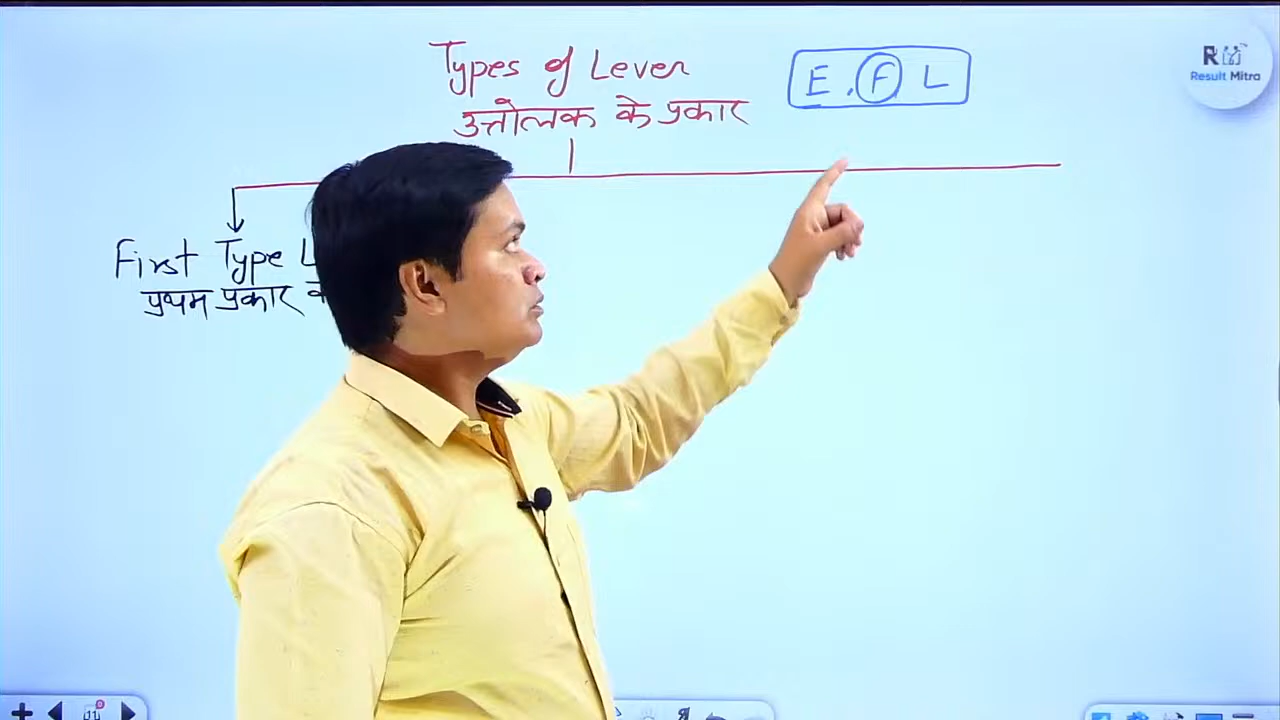 Types of Lever
E . F L
उत्तोलक के प्रकार
R
Result Mitra
First Type
प्रथम प्रकार